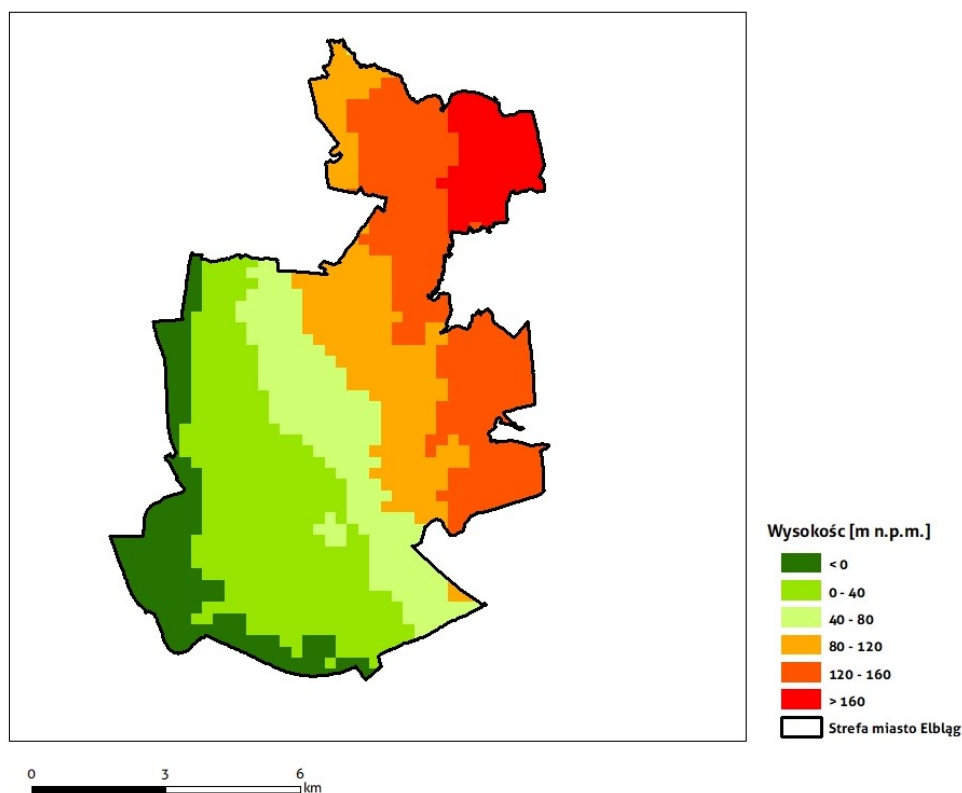 Wysokośc [m n.p.m.]
< 0
0 - 40
40 - 80
80 - 120
120 - 160
> 160
Strefa miasto Elbląg
0 3 6
km